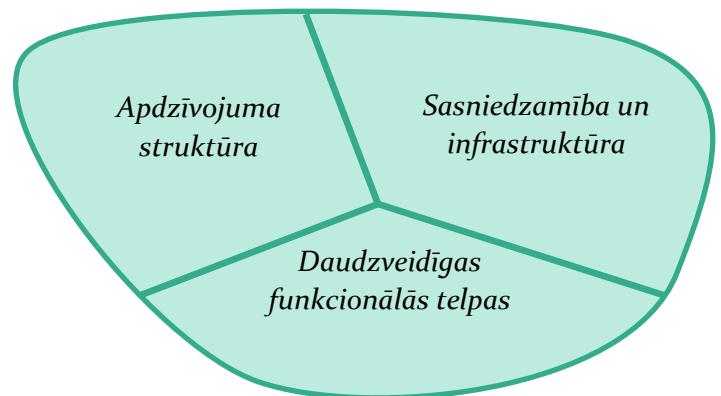 Apdzīvojuma
struktūra
Sasniedzamība un
infrastruktūra
Daudzveidīgas
funkcionālās telpas